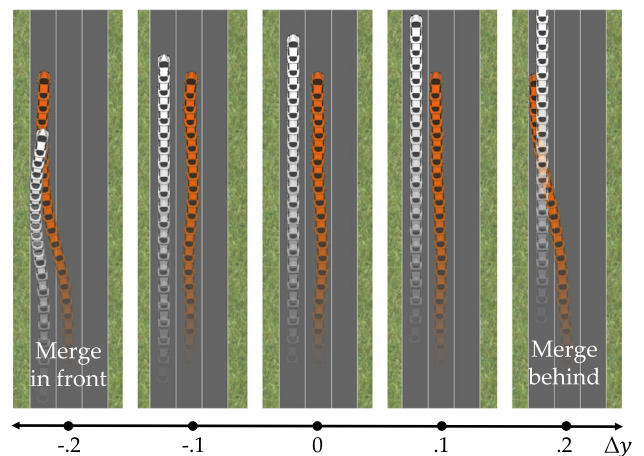 Merge
in front
Merge
behind
-.2 -.1 0 .1 .2 Δy